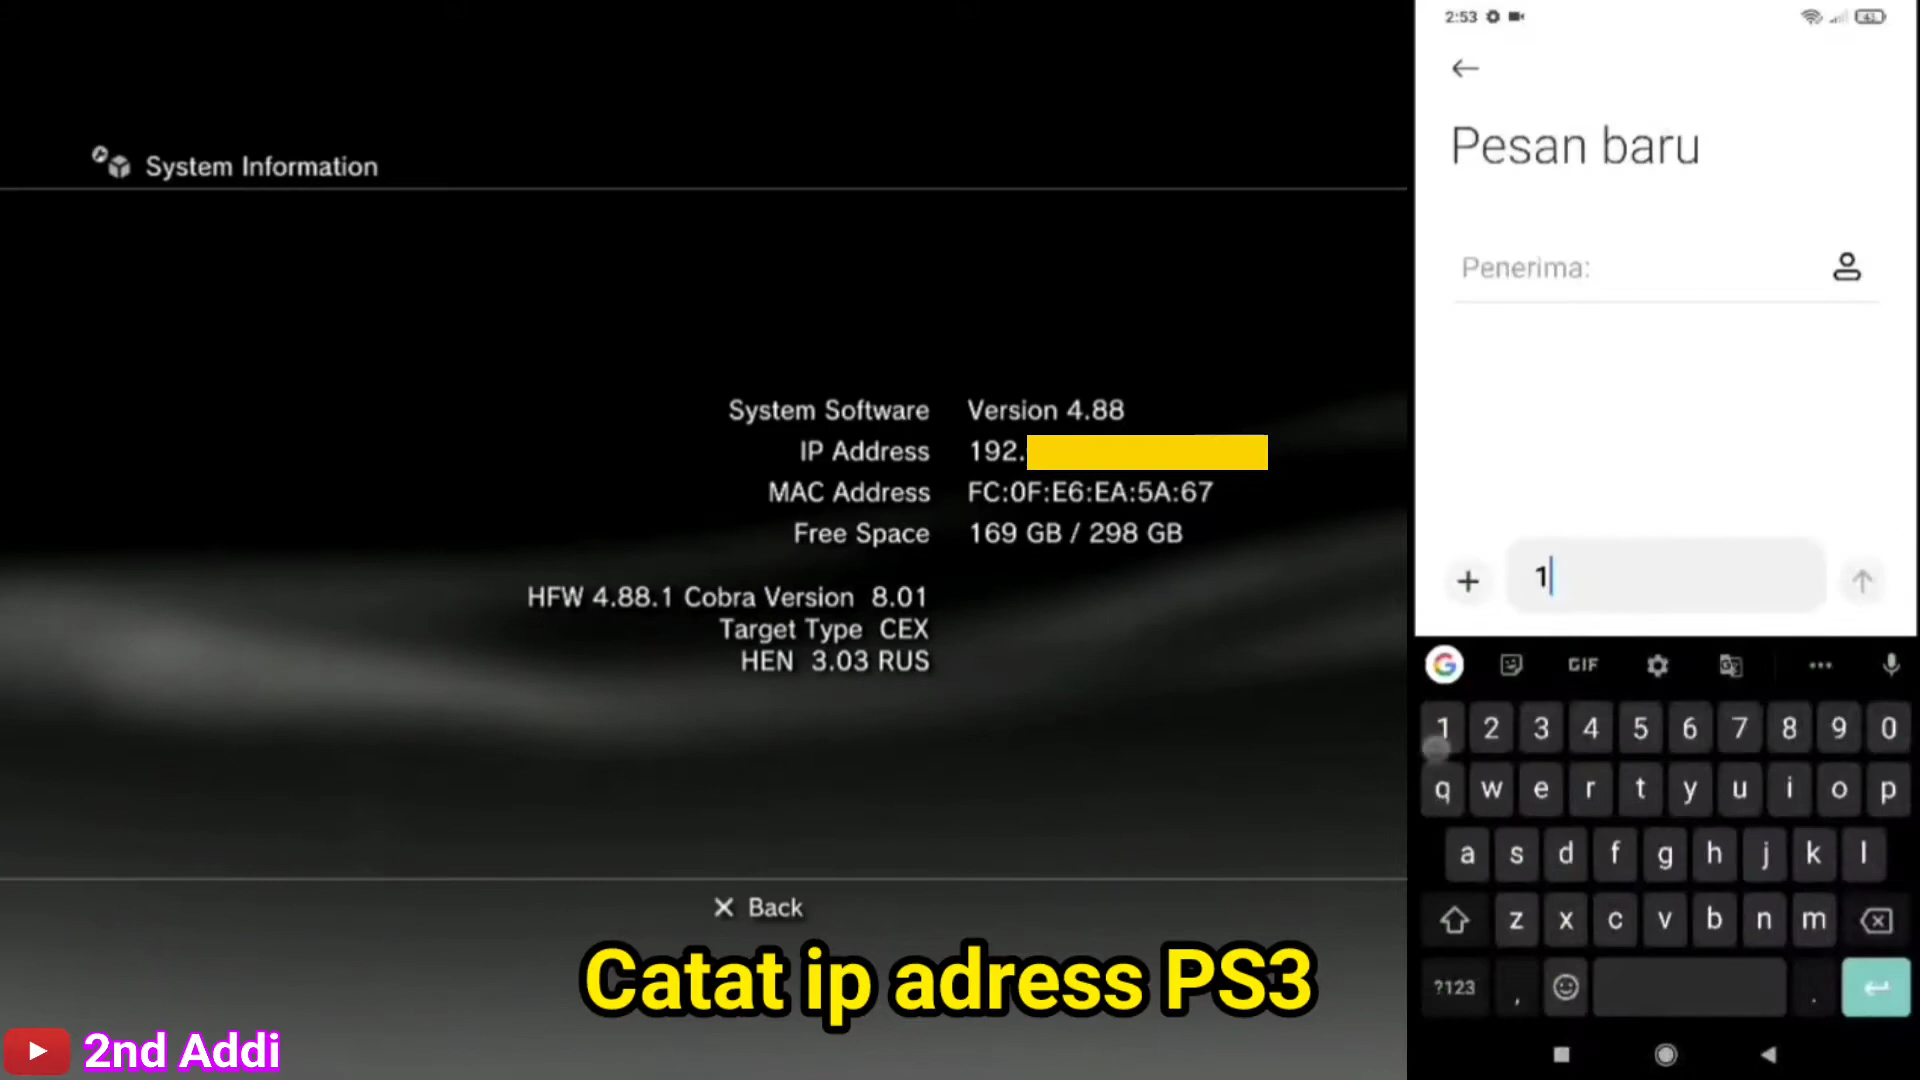 System Information
System Software Version 4.88
IP Address 192.
MAC Address FC:0F:E6:EA:5A:67
Free Space 169 GB / 298 GB
HFW 4.88.1 Cobra Version 8.01
Target Type CEX
HEN 3.03 RUS
Back
Catat ip adress PS3
2nd Addi
2:53
Pesan baru
Penerima:
1
G GIF
1 2 3 4 5 6 7 8 9 0
q w e r t y u i o p
a s d f g h j k l
z x c v b n m
?123 , .